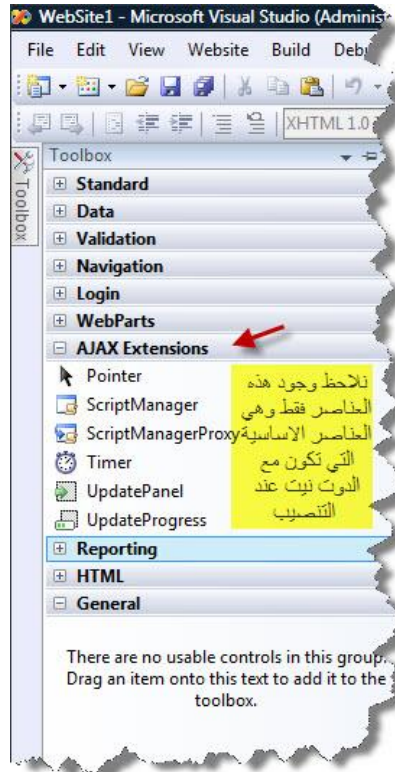 WebSite1 - Microsoft Visual Studio (Administ
File Edit View Website Build Debu
XHTML 1.0
Toolbox
Toolbox
Standard
Data
Validation
Navigation
Login
WebParts
AJAX Extensions
Pointer
ScriptManager
ScriptManagerProxy
Timer
UpdatePanel
UpdateProgress
نلاحظ وجود هذه
العناصر فقط وهي
العناصر الاساسية
التي تكون مع
الدوت نيت عند
التنصيب
Reporting
HTML
General
There are no usable controls in this group.
Drag an item onto this text to add it to the
toolbox.